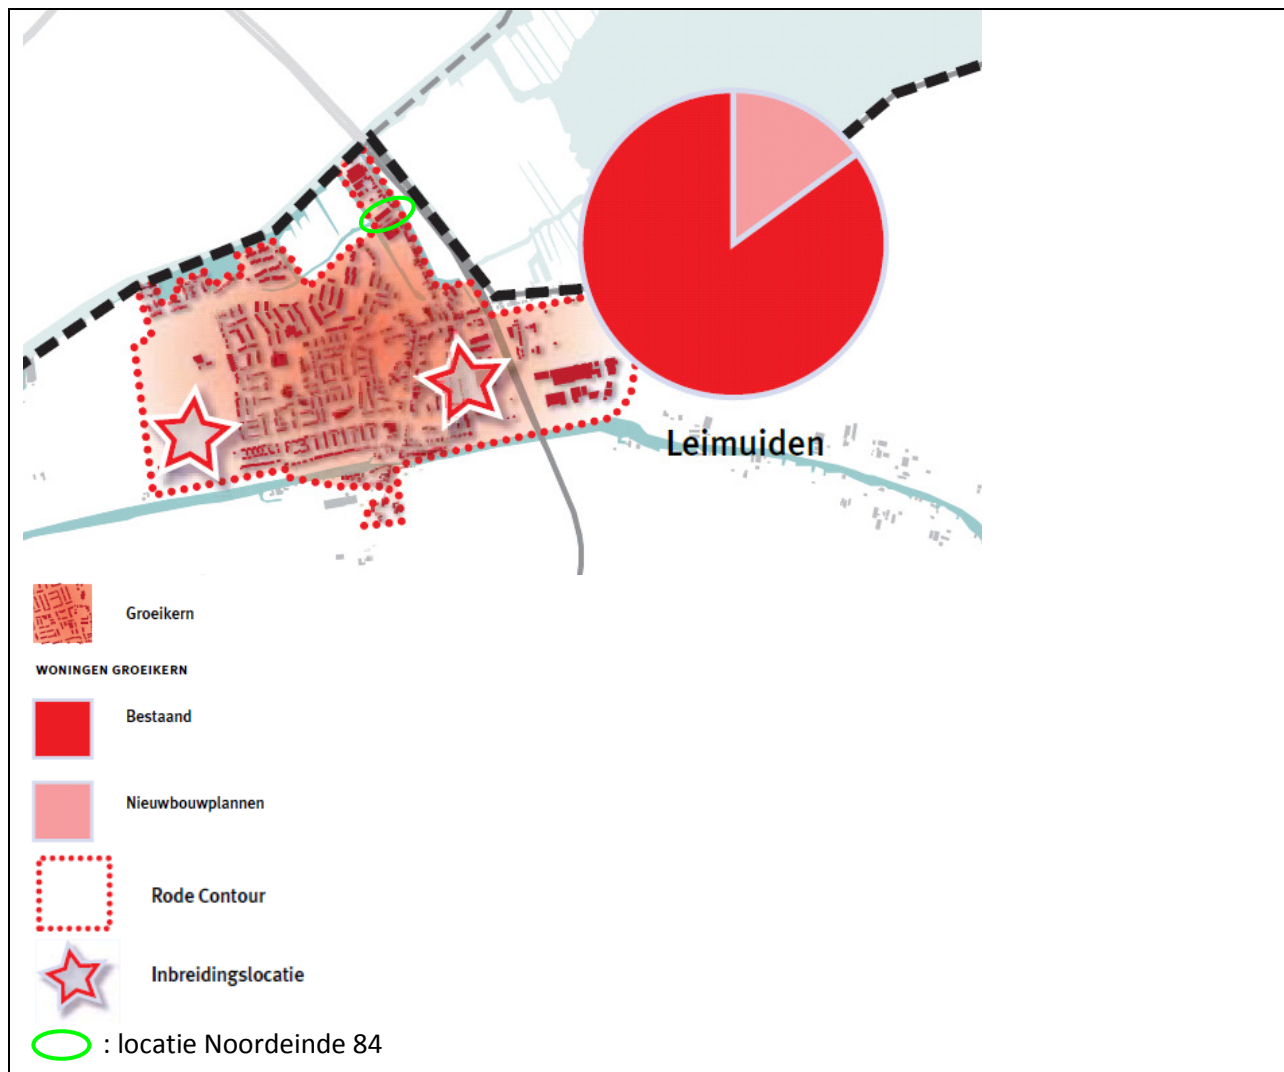 Leimuiden
Groeikern
WONINGEN GROEIKERN
Bestaand
Nieuwbouwplannen
Rode Contour
Inbreidingslocatie
: locatie Noordeinde 84